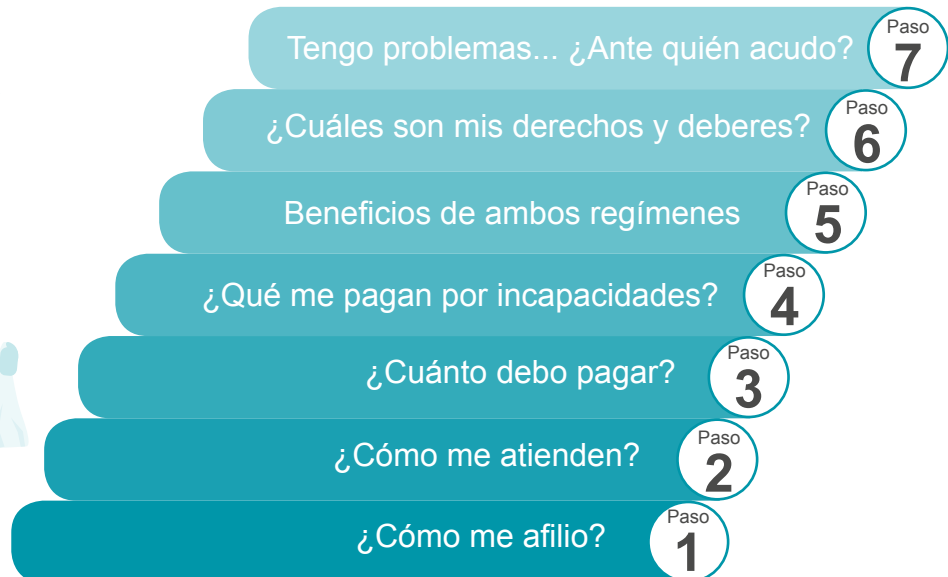 Tengo problemas... ¿Ante quién acudo?
Paso
7
¿Cuáles son mis derechos y deberes?
Paso
6
Beneficios de ambos regímenes
Paso
5
¿Qué me pagan por incapacidades?
Paso
4
¿Cuánto debo pagar?
Paso
3
¿Cómo me atienden?
Paso
2
¿Cómo me afilio?
Paso
1